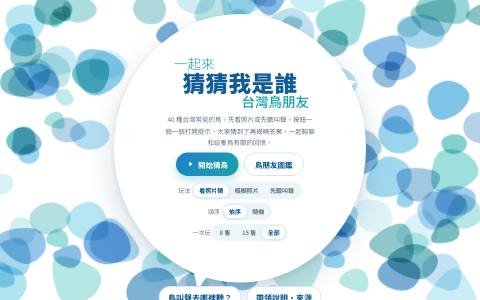 一起來
猜猜我是誰
台灣鳥朋友
40 種台灣常見的鳥。先看照片或先聽叫聲，按鈕一
個一個打開提示，大家猜到了再揭曉答案，一起聊聊
和這隻鳥有關的回憶。
開始猜鳥 鳥朋友圖鑑
玩法 看照片猜 模糊照片 先聽叫聲
順序 依序 隨機
一次玩 8 隻 15 隻 全部
鳥叫聲去哪裡聽？ 帶領說明・來源